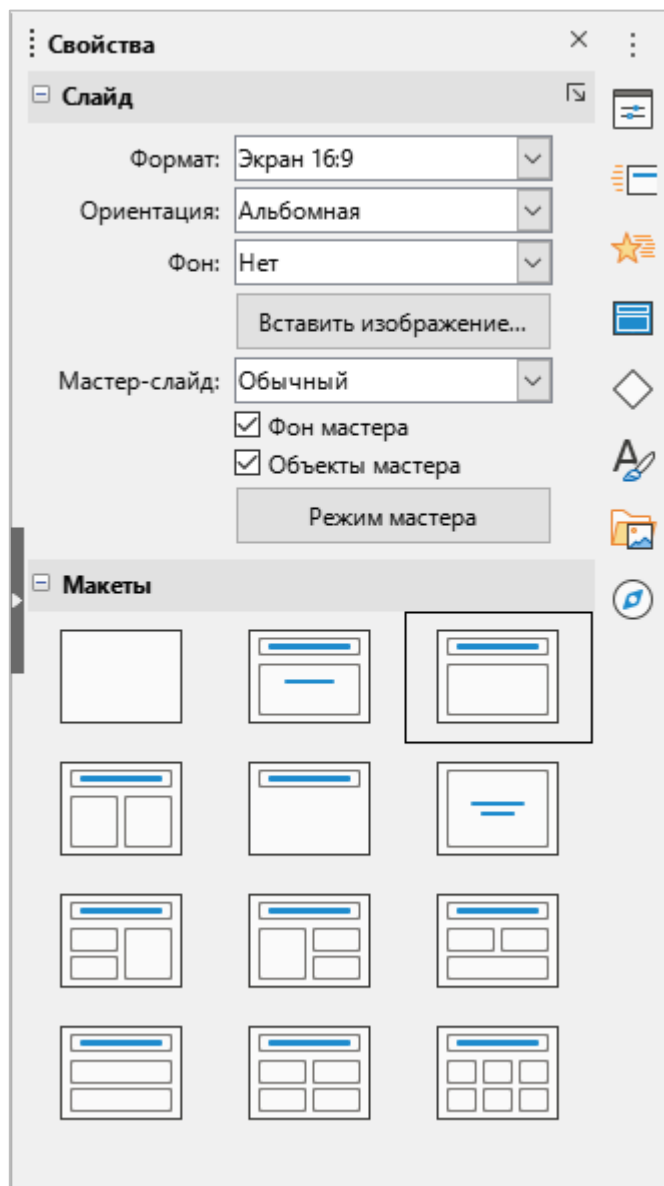 Свойства
Слайд
Формат: Экран 16:9
Ориентация: Альбомная
Фон: Нет
Вставить изображение...
Мастер-слайд: Обычный
Фон мастера
Объекты мастера
Режим мастера
Макеты